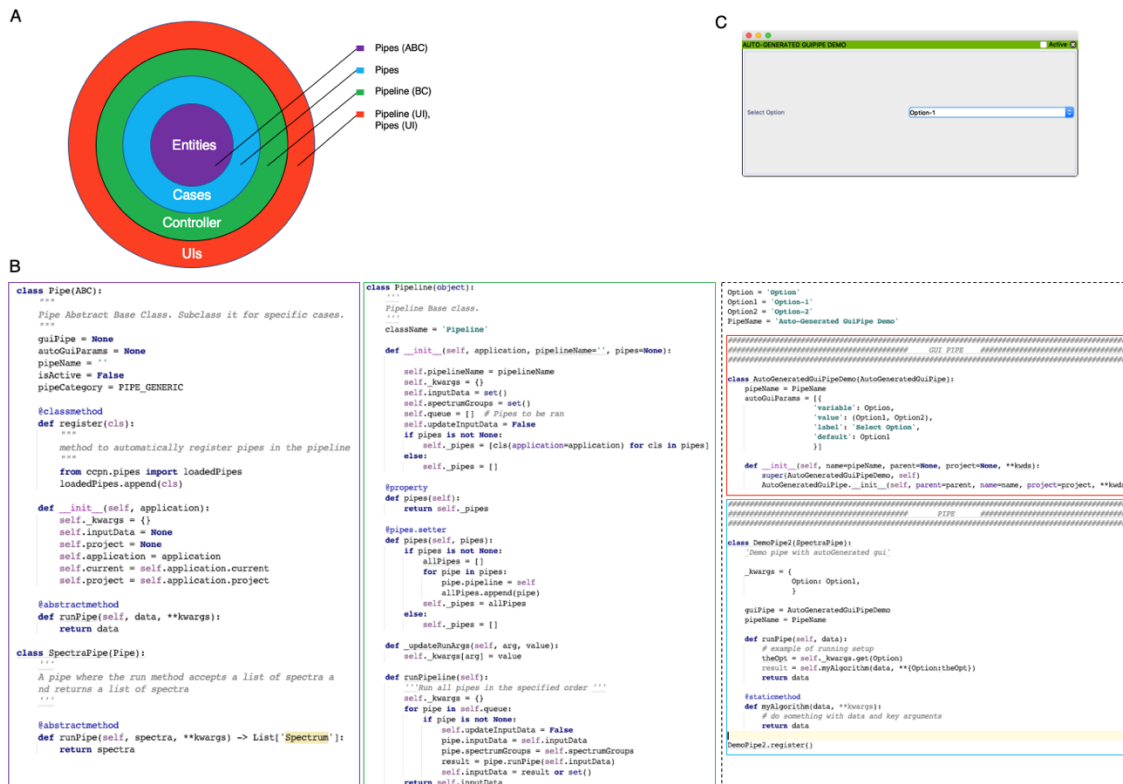 A
Entities
Cases
Controller
UIs
Pipes (ABC)
Pipes
Pipeline (BC)
Pipeline (UI),
Pipes (UI)
C
AUTO-GENERATED GUIPIPE DEMO
Active
Select Option
Option-1
B
class Pipe(ABC):
"""
Pipe Abstract Base Class. Subclass it for specific cases.
"""
guiPipe = None
autoGuiParams = None
pipeName = ''
isActive = False
pipeCategory = PIPE_GENERIC
@classmethod
def register(cls):
"""
method to automatically register pipes in the pipeline
"""
from ccpn.pipes import loadedPipes
loadedPipes.append(cls)
def __init__(self, application):
self._kwargs = {}
self.inputData = None
self.project = None
self.application = application
self.current = self.application.current
self.project = self.application.project
@abstractmethod
def runPipe(self, data, **kwargs):
return data
class SpectraPipe(Pipe):
'''
A pipe where the run method accepts a list of spectra a
nd returns a list of spectra
'''
@abstractmethod
def runPipe(self, spectra, **kwargs) -> List['Spectrum']:
return spectra
class Pipeline(object):
'''
Pipeline Base class.
'''
className = 'Pipeline'
def __init__(self, application, pipelineName='', pipes=None):
self.pipelineName = pipelineName
self._kwargs = {}
self.inputData = set()
self.spectrumGroups = set()
self.queue = [] # Pipes to be ran
self.updateInputData = False
if pipes is not None:
self._pipes = [cls(application=application) for cls in pipes]
else:
self._pipes = []
@property
def pipes(self):
return self._pipes
@pipes.setter
def pipes(self, pipes):
if pipes is not None:
allPipes = []
for pipe in pipes:
pipe.pipeline = self
allPipes.append(pipe)
self._pipes = allPipes
else:
self._pipes = []
def _updateRunArgs(self, arg, value):
self._kwargs[arg] = value
def runPipeline(self):
'''Run all pipes in the specified order '''
self._kwargs = {}
for pipe in self.queue:
if pipe is not None:
self.updateInputData = False
pipe.inputData = self.inputData
pipe.spectrumGroups = self.spectrumGroups
result = pipe.runPipe(self.inputData)
self.inputData = result or set()
return self.inputData
Option = 'Option'
Option1 = 'Option-1'
Option2 = 'Option-2'
PipeName = 'Auto-Generated GuiPipe Demo'
GUI PIPE
class AutoGeneratedGuiPipeDemo(AutoGeneratedGuiPipe):
pipeName = PipeName
autoGuiParams = [{
'variable': Option,
'value': (Option1, Option2),
'label': 'Select Option',
'default': Option1
}]
def __init__(self, name=pipeName, parent=None, project=None, **kwds):
super(AutoGeneratedGuiPipeDemo, self)
AutoGeneratedGuiPipe.__init__(self, parent=parent, name=name, project=project, **kwds
PIPE
class DemoPipe2(SpectraPipe):
'Demo pipe with autoGenerated gui'
_kwargs = {
Option: Option1,
}
guiPipe = AutoGeneratedGuiPipeDemo
pipeName = PipeName
def runPipe(self, data):
# example of running setup
theOpt = self._kwargs.get(Option)
result = self.myAlgorithm(data, **{Option:theOpt})
return data
@staticmethod
def myAlgorithm(data, **kwargs):
# do something with data and key arguments
return data
DemoPipe2.register()